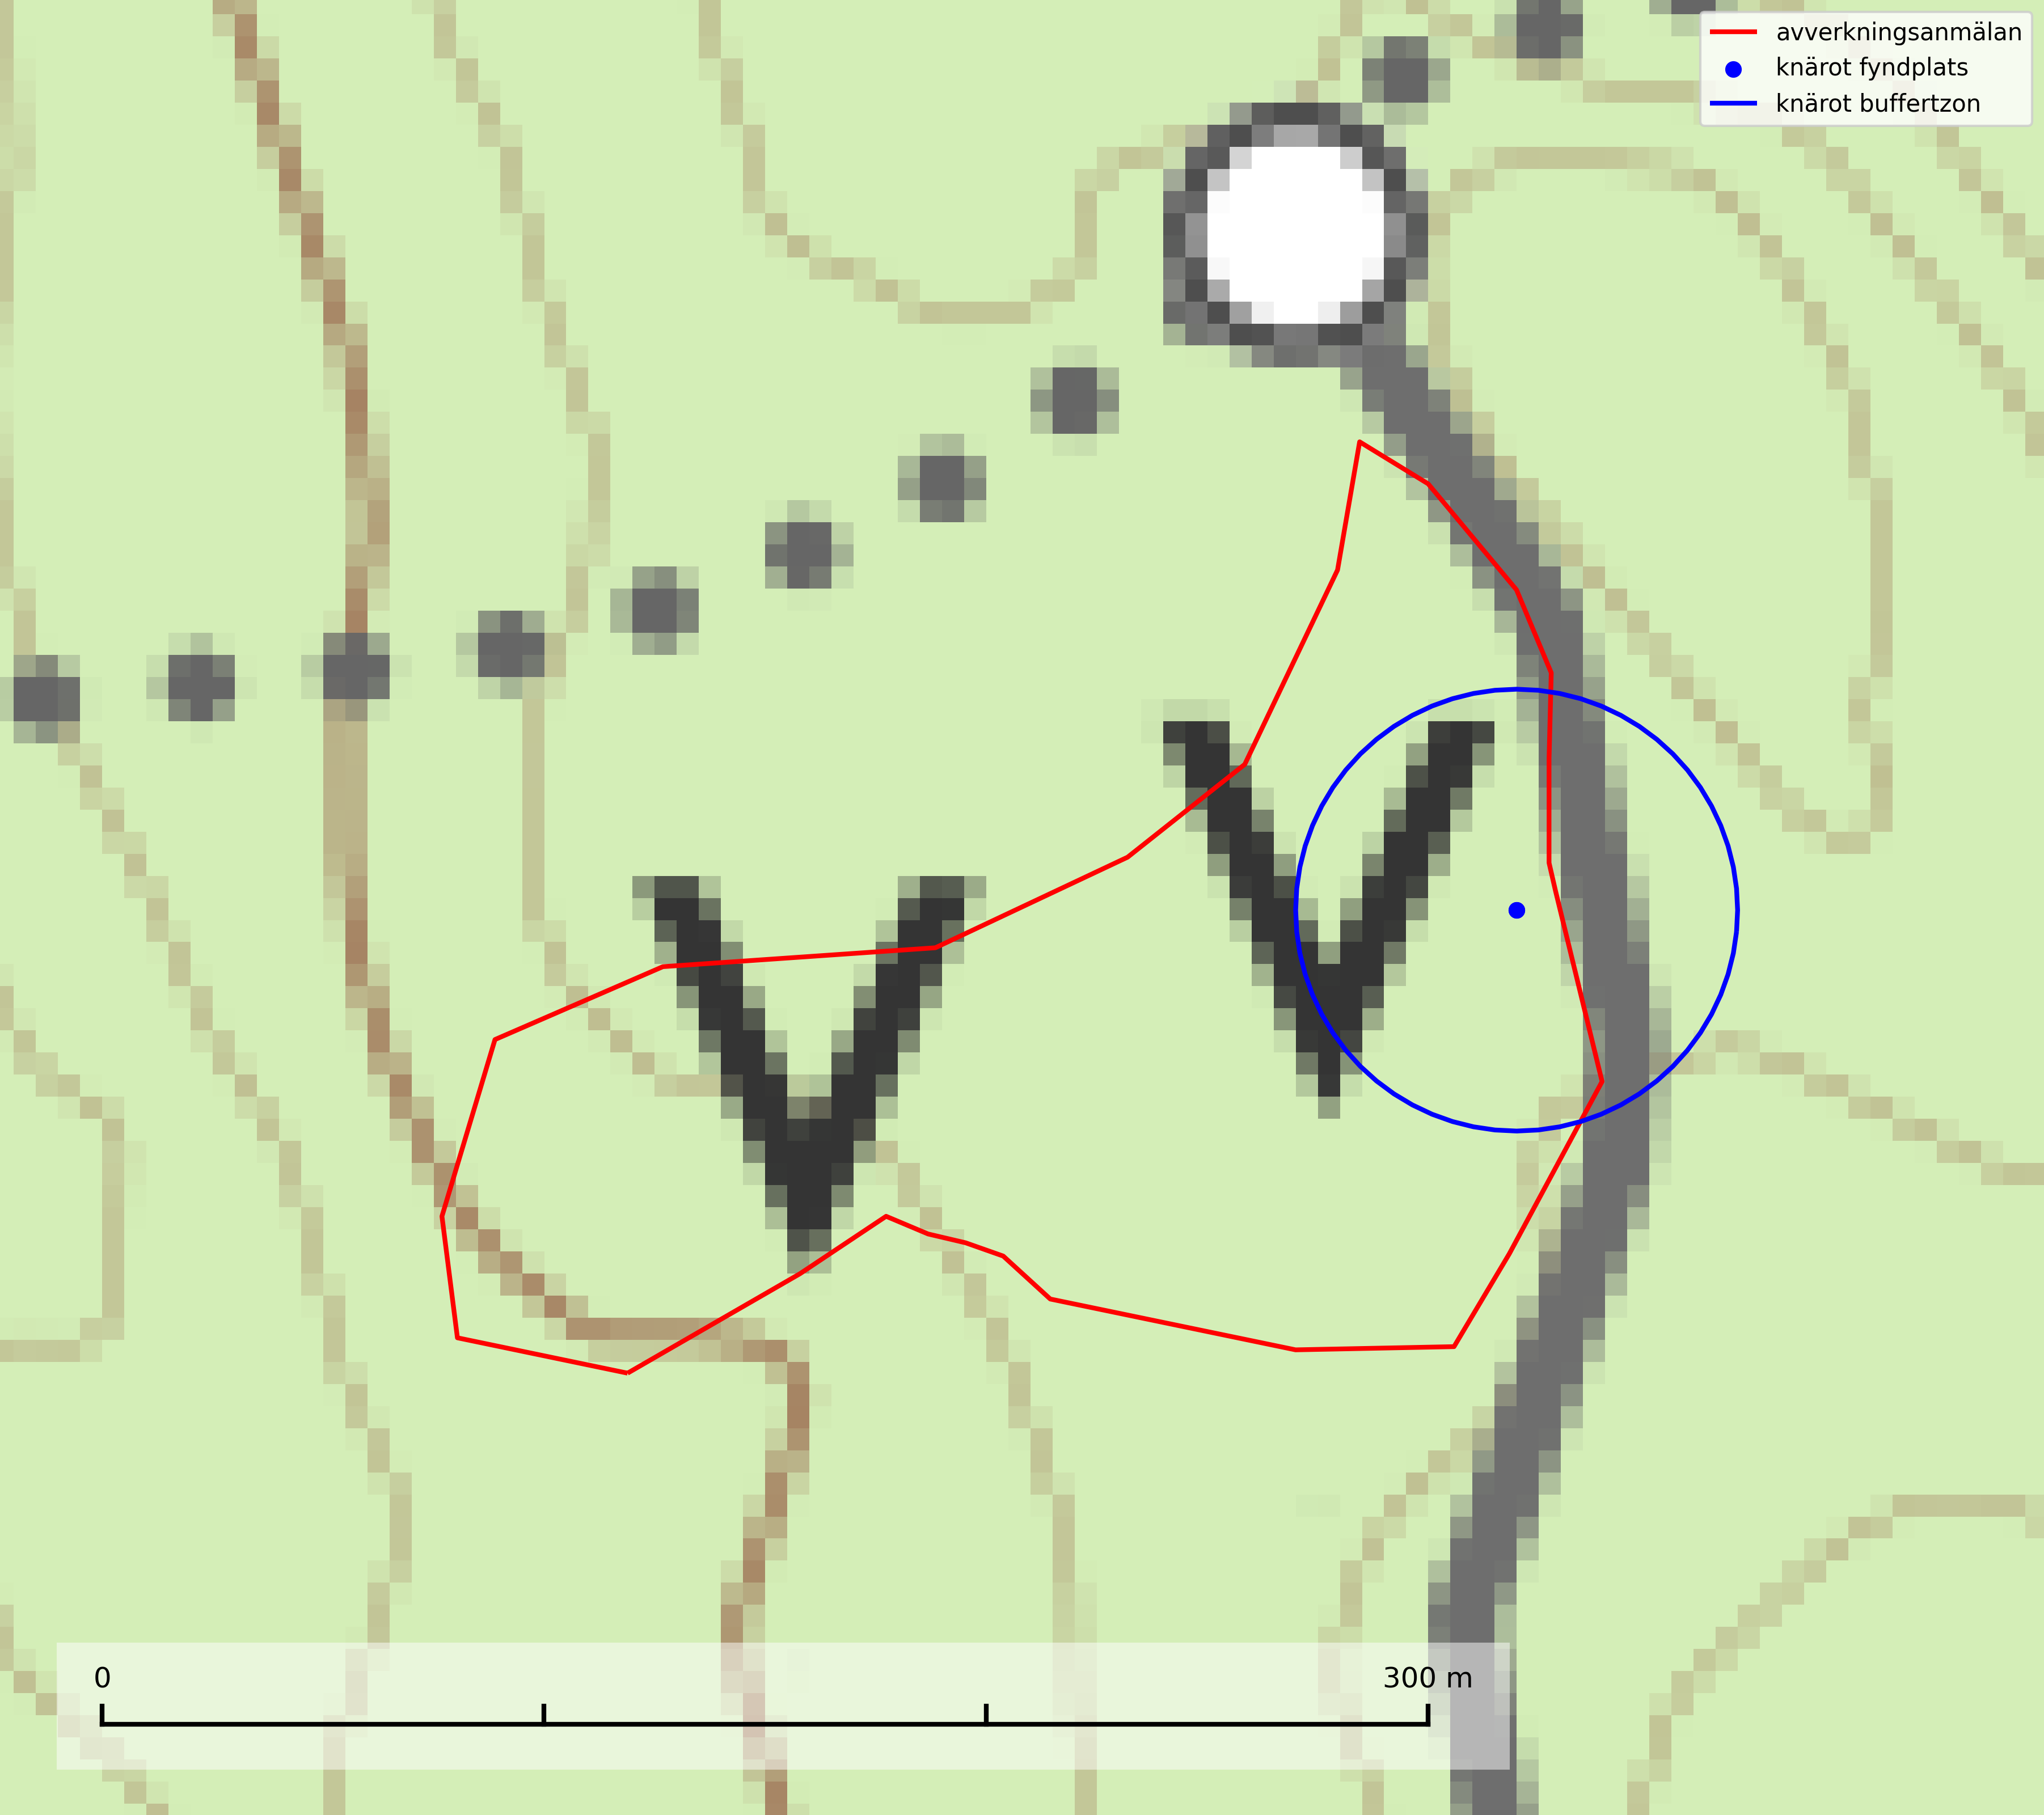 avverkningsanmälan
knärot fyndplats
knärot buffertzon
0 300 m